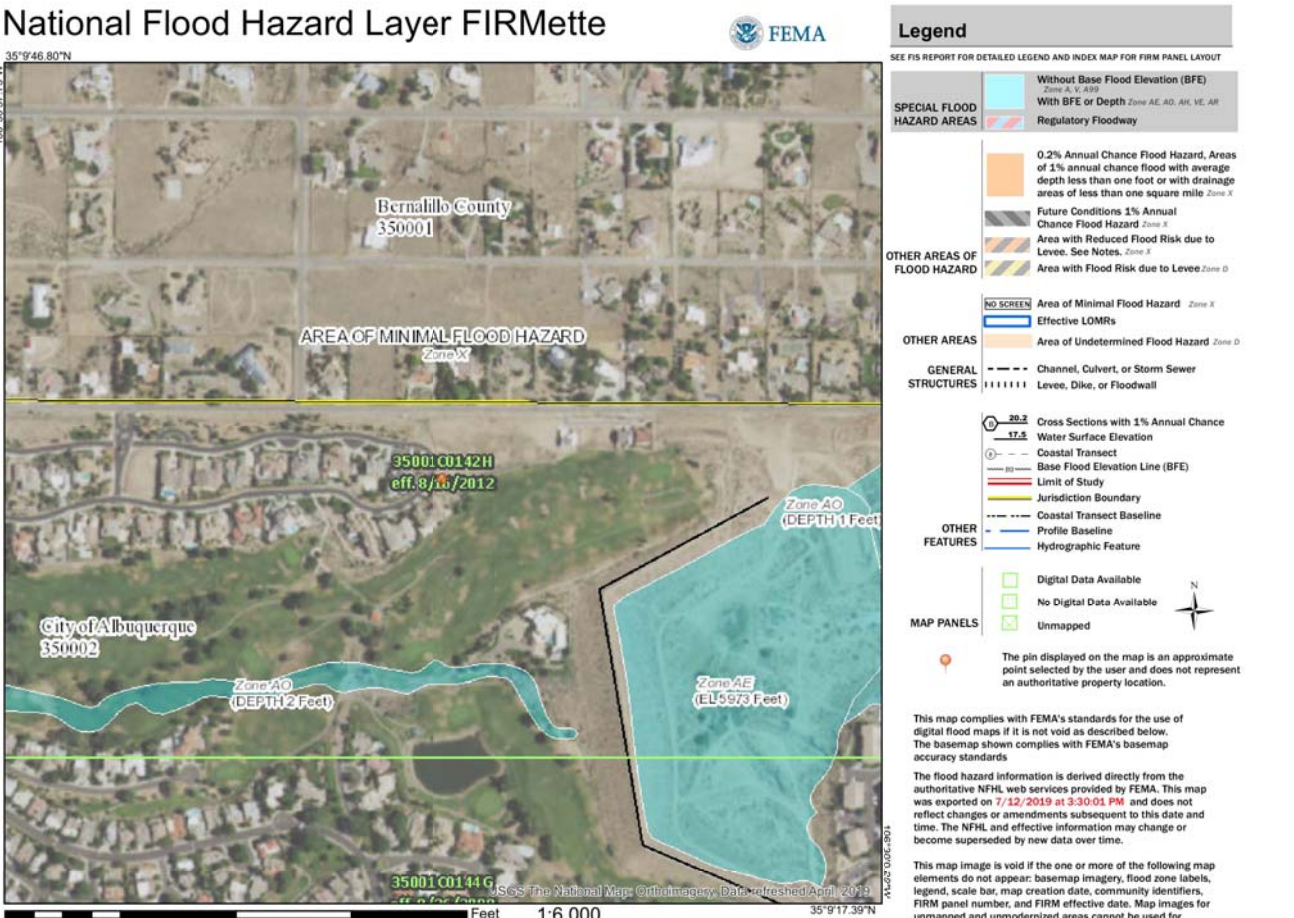 National Flood Hazard Layer FIRMette
FEMA
35°9'46.80"N
Bernalillo County
350001
AREA OF MINIMAL FLOOD HAZARD
Zone X
35001C0142H
eff. 8/16/2012
Zone AO
(DEPTH 1 Feet)
City of Albuquerque
350002
Zone AO
(DEPTH 2 Feet)
Zone AE
(EL 5973 Feet)
35001C0144G
USGS The National Map: Orthoimagery. Data refreshed April, 2019
Feet
1:6,000
35°9'17.39"N
Legend
SEE FIS REPORT FOR DETAILED LEGEND AND INDEX MAP FOR FIRM PANEL LAYOUT
SPECIAL FLOOD
HAZARD AREAS
Without Base Flood Elevation (BFE)
Zone A, V, A99
With BFE or Depth Zone AE, AO, AH, VE, AR
Regulatory Floodway
0.2% Annual Chance Flood Hazard, Areas
of 1% annual chance flood with average
depth less than one foot or with drainage
areas of less than one square mile Zone X
Future Conditions 1% Annual
Chance Flood Hazard Zone X
Area with Reduced Flood Risk due to
Levee. See Notes. Zone X
Area with Flood Risk due to Levee Zone D
OTHER AREAS OF
FLOOD HAZARD
NO SCREEN Area of Minimal Flood Hazard Zone X
Effective LOMRs
OTHER AREAS
Area of Undetermined Flood Hazard Zone D
GENERAL
STRUCTURES
Channel, Culvert, or Storm Sewer
Levee, Dike, or Floodwall
B 20.2 Cross Sections with 1% Annual Chance
17.5 Water Surface Elevation
Coastal Transect
Base Flood Elevation Line (BFE)
Limit of Study
Jurisdiction Boundary
Coastal Transect Baseline
OTHER
FEATURES
Profile Baseline
Hydrographic Feature
Digital Data Available
No Digital Data Available
MAP PANELS
Unmapped
N
The pin displayed on the map is an approximate
point selected by the user and does not represent
an authoritative property location.
This map complies with FEMA's standards for the use of
digital flood maps if it is not void as described below.
The basemap shown complies with FEMA's basemap
accuracy standards
The flood hazard information is derived directly from the
authoritative NFHL web services provided by FEMA. This map
was exported on 7/12/2019 at 3:30:01 PM and does not
reflect changes or amendments subsequent to this date and
time. The NFHL and effective information may change or
become superseded by new data over time.
This map image is void if the one or more of the following map
elements do not appear: basemap imagery, flood zone labels,
legend, scale bar, map creation date, community identifiers,
FIRM panel number, and FIRM effective date. Map images for
unmapped and unmodernized areas cannot be used for